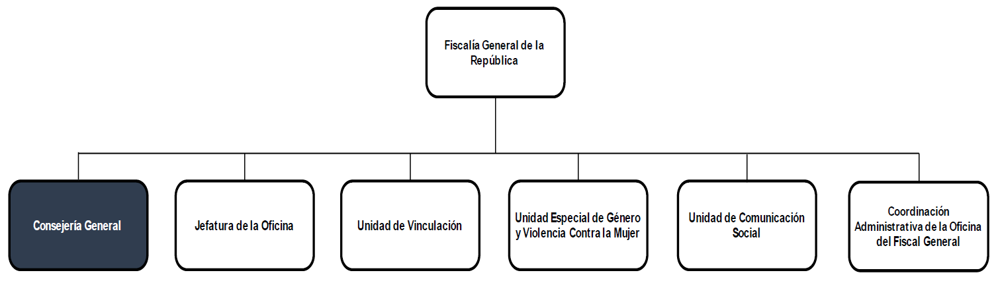 Fiscalía General de la
República
Consejería General
Jefatura de la Oficina
Unidad de Vinculación
Unidad Especial de Género
y Violencia Contra la Mujer
Unidad de Comunicación
Social
Coordinación
Administrativa de la Oficina
del Fiscal General